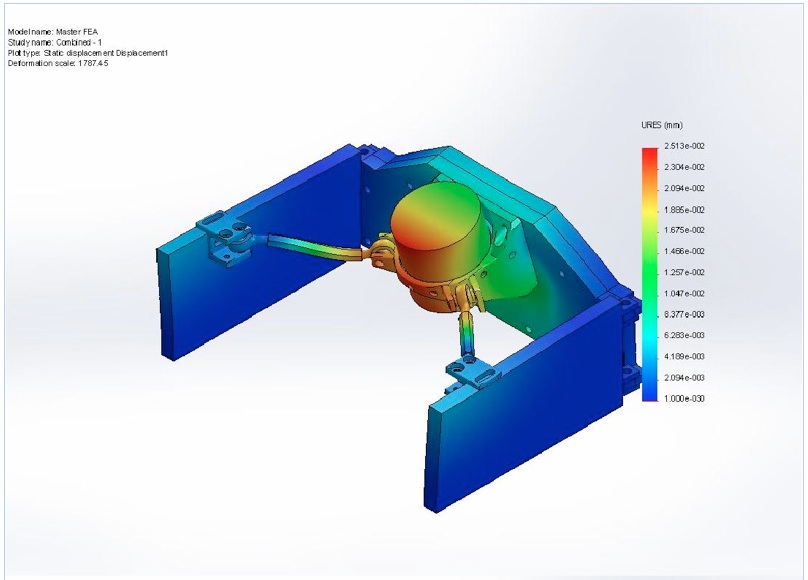 Model name: Master FEA
Study name: Combined - 1
Plot type: Static displacement Displacement1
Deformation scale: 1787.45
URES (mm)
2.513e-002
2.304e-002
2.094e-002
1.885e-002
1.675e-002
1.466e-002
1.257e-002
1.047e-002
8.377e-003
6.283e-003
4.189e-003
2.094e-003
1.000e-030